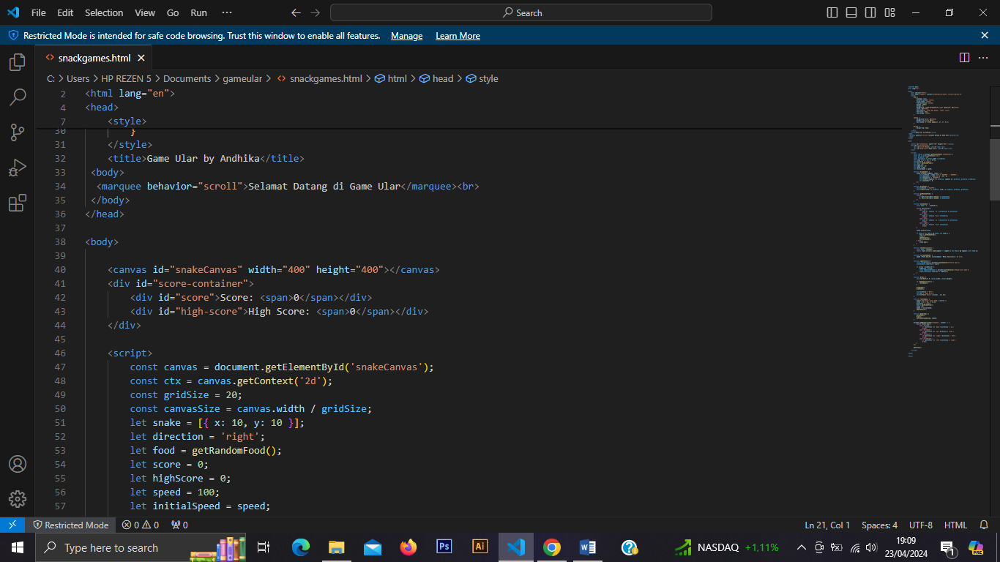 File Edit Selection View Go Run ···
Search
Restricted Mode is intended for safe code browsing. Trust this window to enable all features. Manage Learn More
snackgames.html
C: > Users > HP REZEN 5 > Documents > gameular > snackgames.html > html > head > style
2 <html lang="en">
4 <head>
7 <style>
30 }
31 </style>
32 <title>Game Ular by Andhika</title>
33 <body>
34 <marquee behavior="scroll">Selamat Datang di Game Ular</marquee><br>
35 </body>
36 </head>
37
38 <body>
39
40 <canvas id="snakeCanvas" width="400" height="400"></canvas>
41 <div id="score-container">
42 <div id="score">Score: <span>0</span></div>
43 <div id="high-score">High Score: <span>0</span></div>
44 </div>
45
46 <script>
47 const canvas = document.getElementById('snakeCanvas');
48 const ctx = canvas.getContext('2d');
49 const gridSize = 20;
50 const canvasSize = canvas.width / gridSize;
51 let snake = [{ x: 10, y: 10 }];
52 let direction = 'right';
53 let food = getRandomFood();
54 let score = 0;
55 let highScore = 0;
56 let speed = 100;
57 let initialSpeed = speed;
Restricted Mode 0 0 0 Ln 21, Col 1 Spaces: 4 UTF-8 HTML
Type here to search Ps Ai NASDAQ +1,11% 19:09
23/04/2024 1 PRE